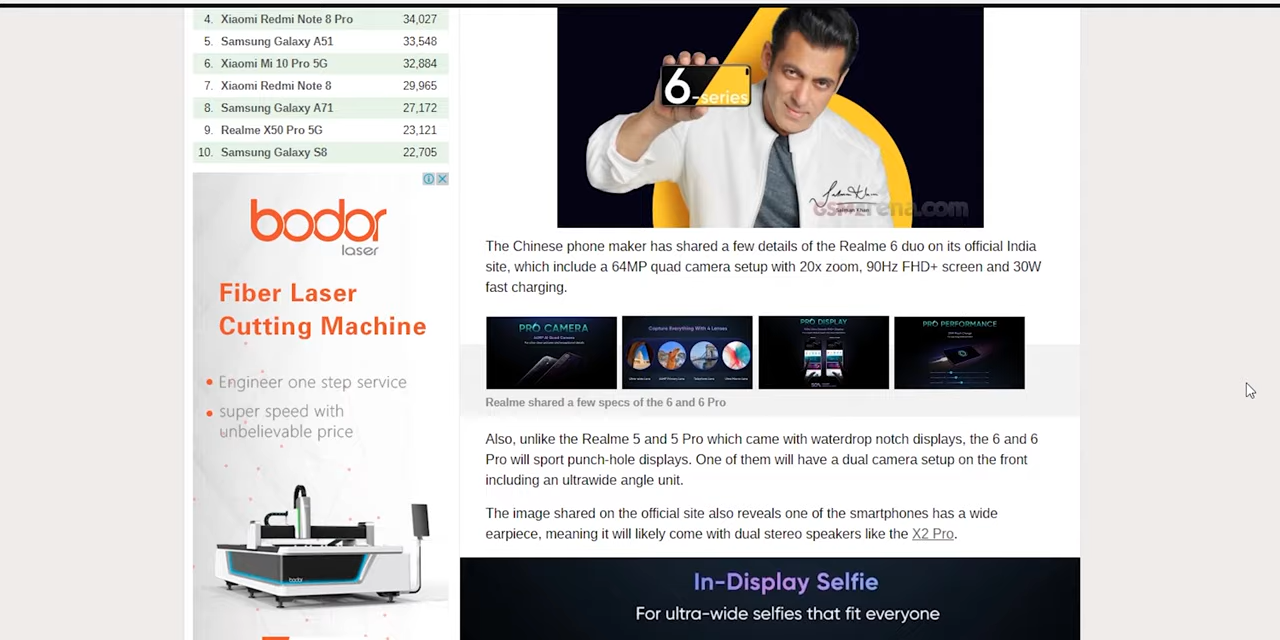 4. Xiaomi Redmi Note 8 Pro 34,027
5. Samsung Galaxy A51 33,548
6. Xiaomi Mi 10 Pro 5G 32,884
7. Xiaomi Redmi Note 8 29,965
8. Samsung Galaxy A71 27,172
9. Realme X50 Pro 5G 23,121
10. Samsung Galaxy S8 22,705
bodor
laser
Fiber Laser
Cutting Machine
• Engineer one step service
• super speed with
unbelievable price
bodor
6-series
Salman Khan
GSMArena.com
The Chinese phone maker has shared a few details of the Realme 6 duo on its official India
site, which include a 64MP quad camera setup with 20x zoom, 90Hz FHD+ screen and 30W
fast charging.
PRO CAMERA
Capture Everything With 4 Lenses
PRO DISPLAY
PRO PERFORMANCE
Realme shared a few specs of the 6 and 6 Pro
Also, unlike the Realme 5 and 5 Pro which came with waterdrop notch displays, the 6 and 6
Pro will sport punch-hole displays. One of them will have a dual camera setup on the front
including an ultrawide angle unit.
The image shared on the official site also reveals one of the smartphones has a wide
earpiece, meaning it will likely come with dual stereo speakers like the X2 Pro.
In-Display Selfie
For ultra-wide selfies that fit everyone